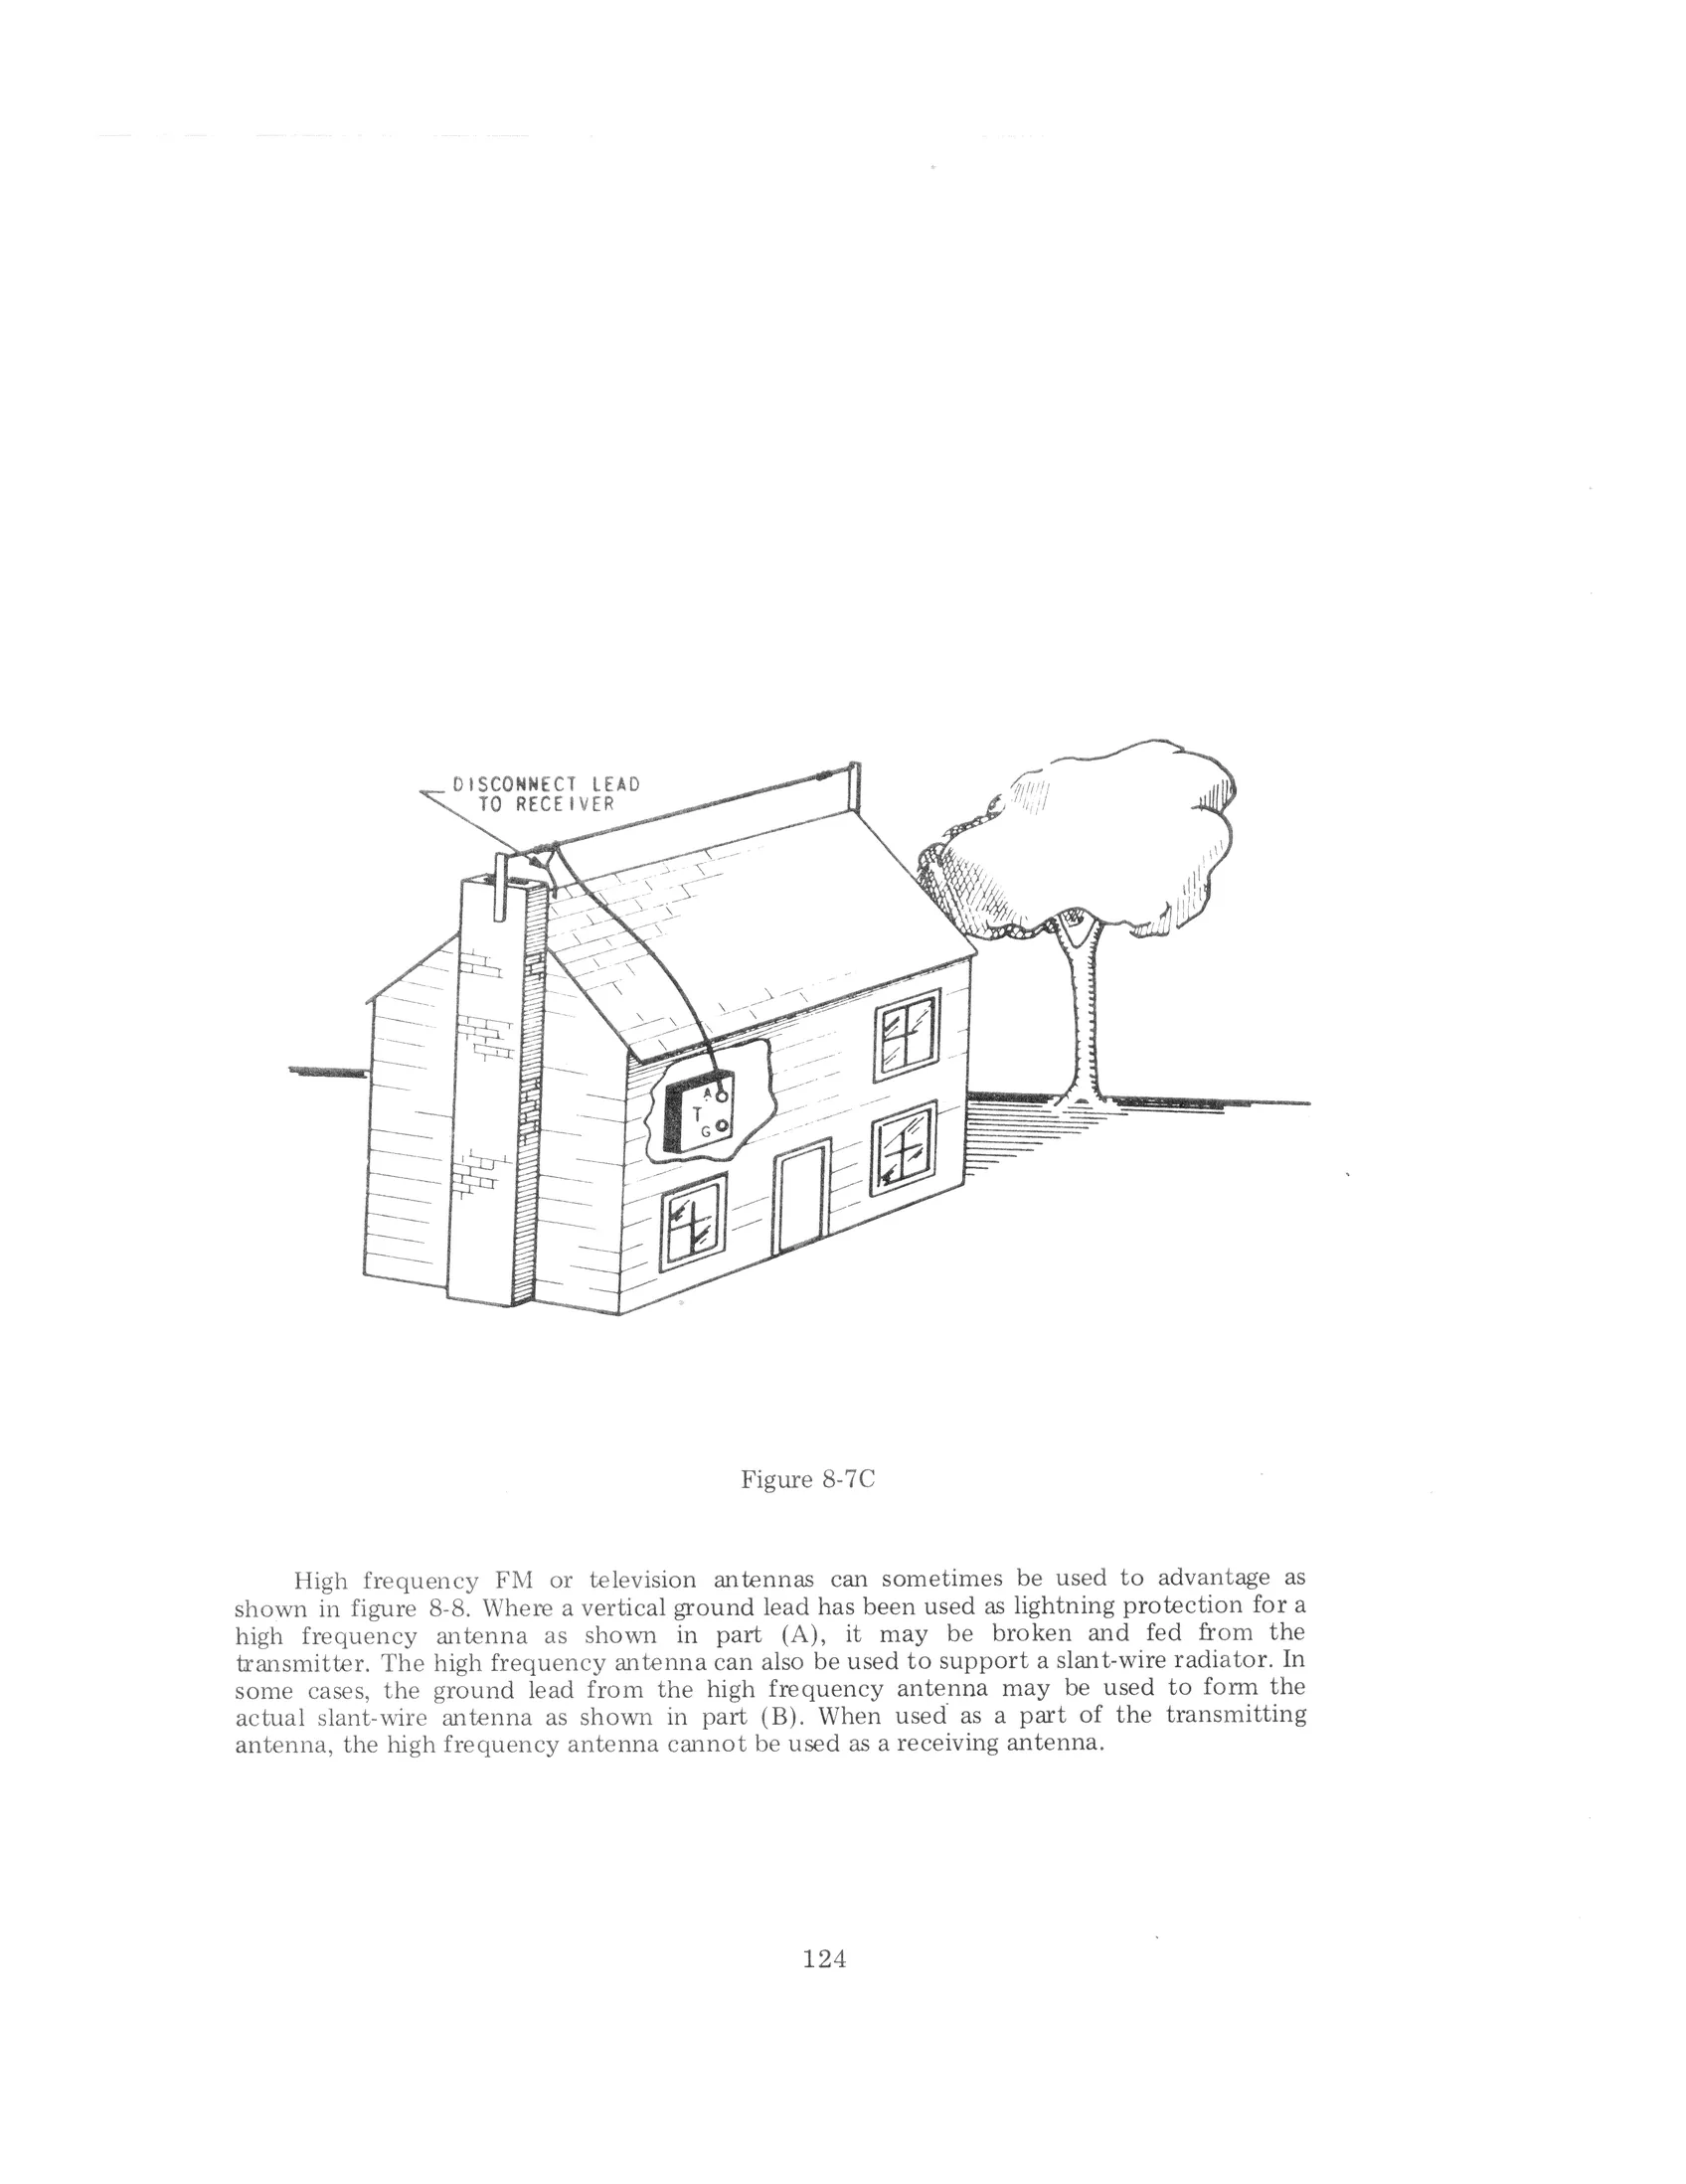 DISCONNECT LEAD
TO RECEIVER
A
T
G
Figure 8-7C
High frequency FM or television antennas can sometimes be used to advantage as
shown in figure 8-8. Where a vertical ground lead has been used as lightning protection for a
high frequency antenna as shown in part (A), it may be broken and fed from the
transmitter. The high frequency antenna can also be used to support a slant-wire radiator. In
some cases, the ground lead from the high frequency antenna may be used to form the
actual slant-wire antenna as shown in part (B). When used as a part of the transmitting
antenna, the high frequency antenna cannot be used as a receiving antenna.
124